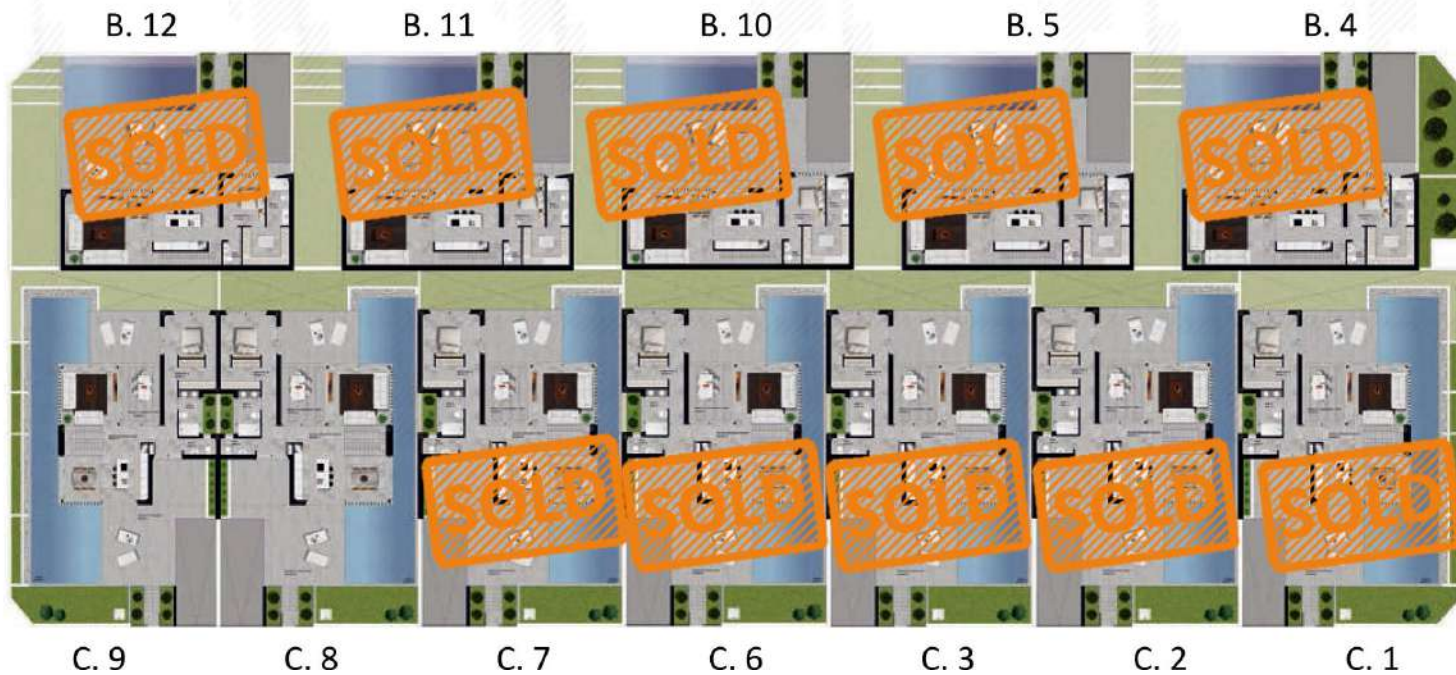 B. 12 B. 11 B. 10 B. 5 B. 4
SOLD SOLD SOLD SOLD SOLD
SOLD SOLD SOLD SOLD SOLD
C. 9 C. 8 C. 7 C. 6 C. 3 C. 2 C. 1